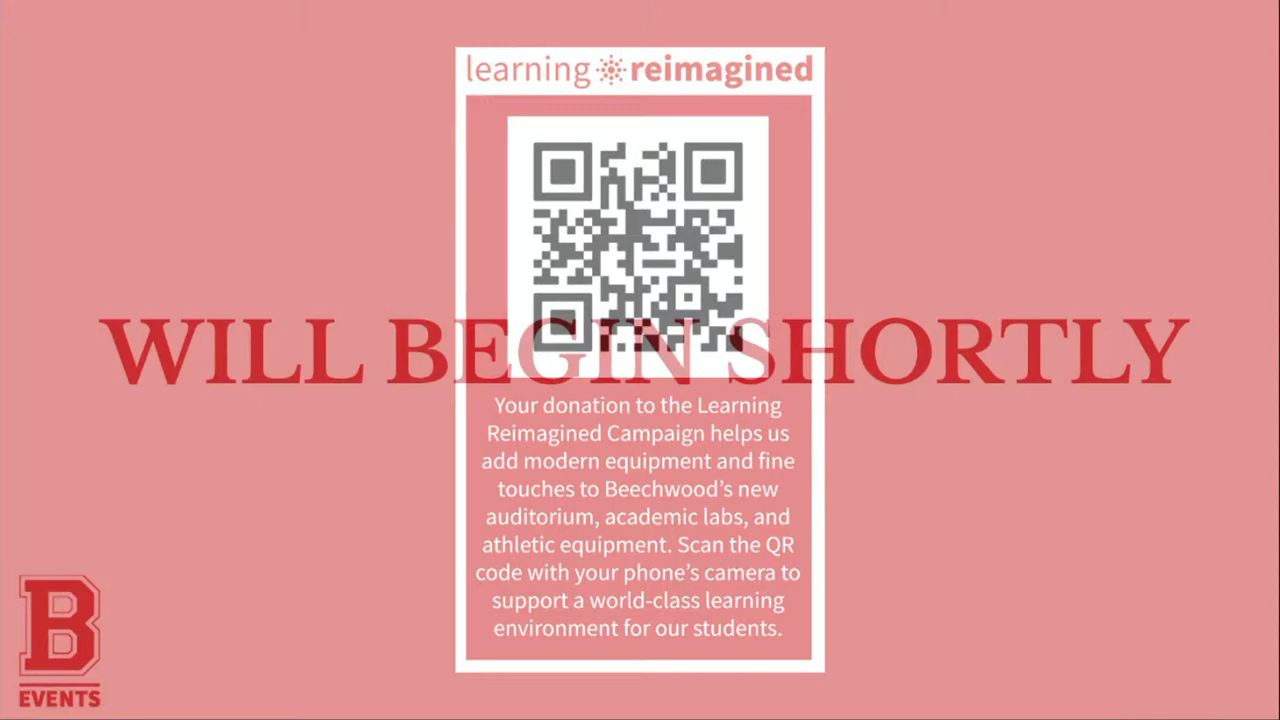 learning reimagined
WILL BEGIN SHORTLY
Your donation to the Learning
Reimagined Campaign helps us
add modern equipment and fine
touches to Beechwood’s new
auditorium, academic labs, and
athletic equipment. Scan the QR
code with your phone’s camera to
support a world-class learning
environment for our students.
B
EVENTS